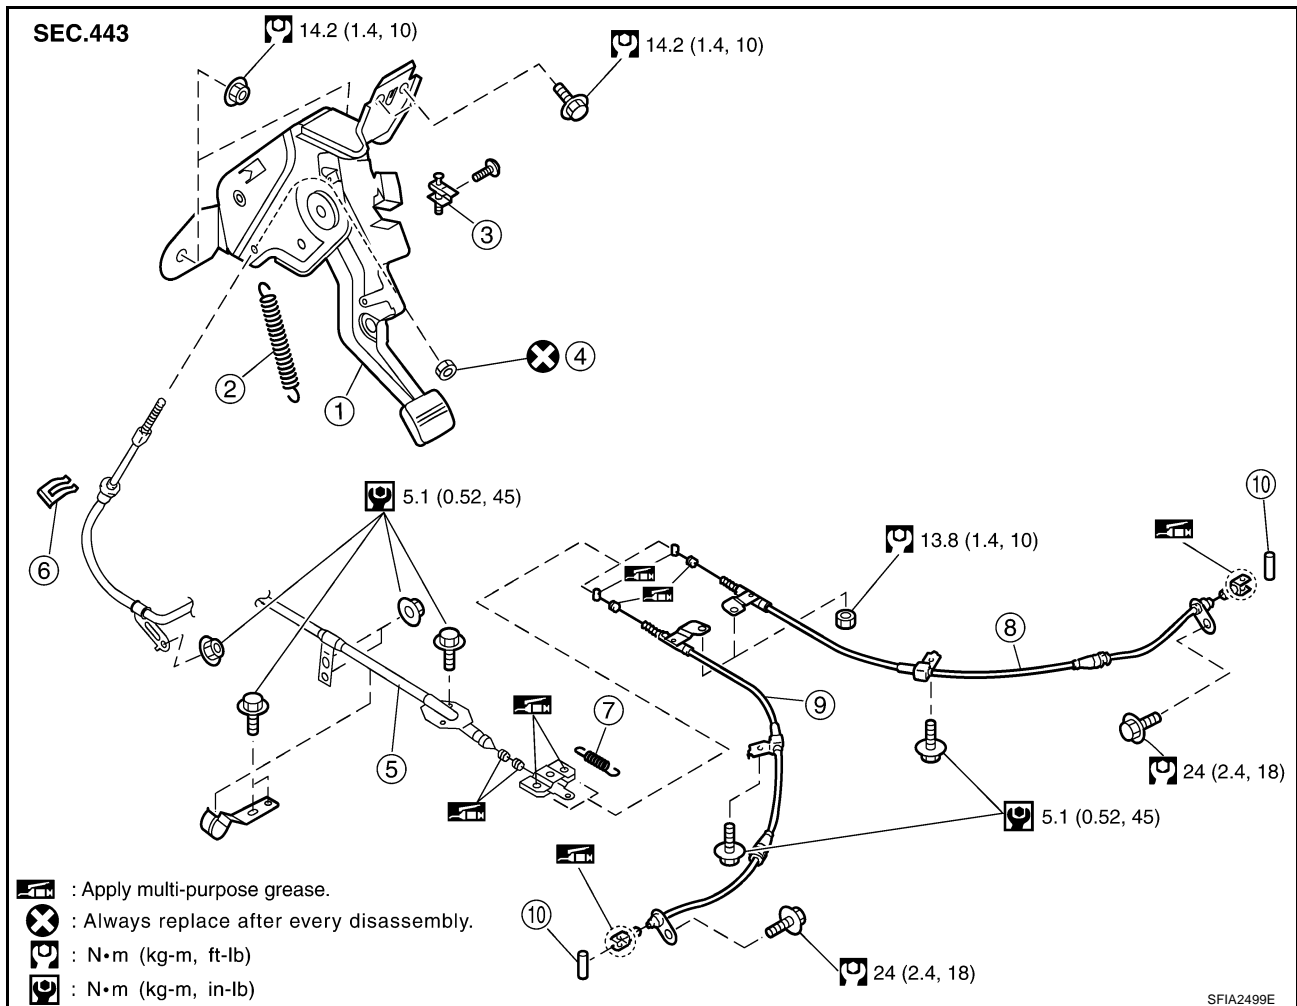 SEC.443
14.2 (1.4, 10)
14.2 (1.4, 10)
3
4
2
1
5.1 (0.52, 45)
10
6
13.8 (1.4, 10)
8
9
7
5
24 (2.4, 18)
5.1 (0.52, 45)
: Apply multi-purpose grease.
: Always replace after every disassembly.
10
: N•m (kg-m, ft-lb)
24 (2.4, 18)
: N•m (kg-m, in-lb)
SFIA2499E